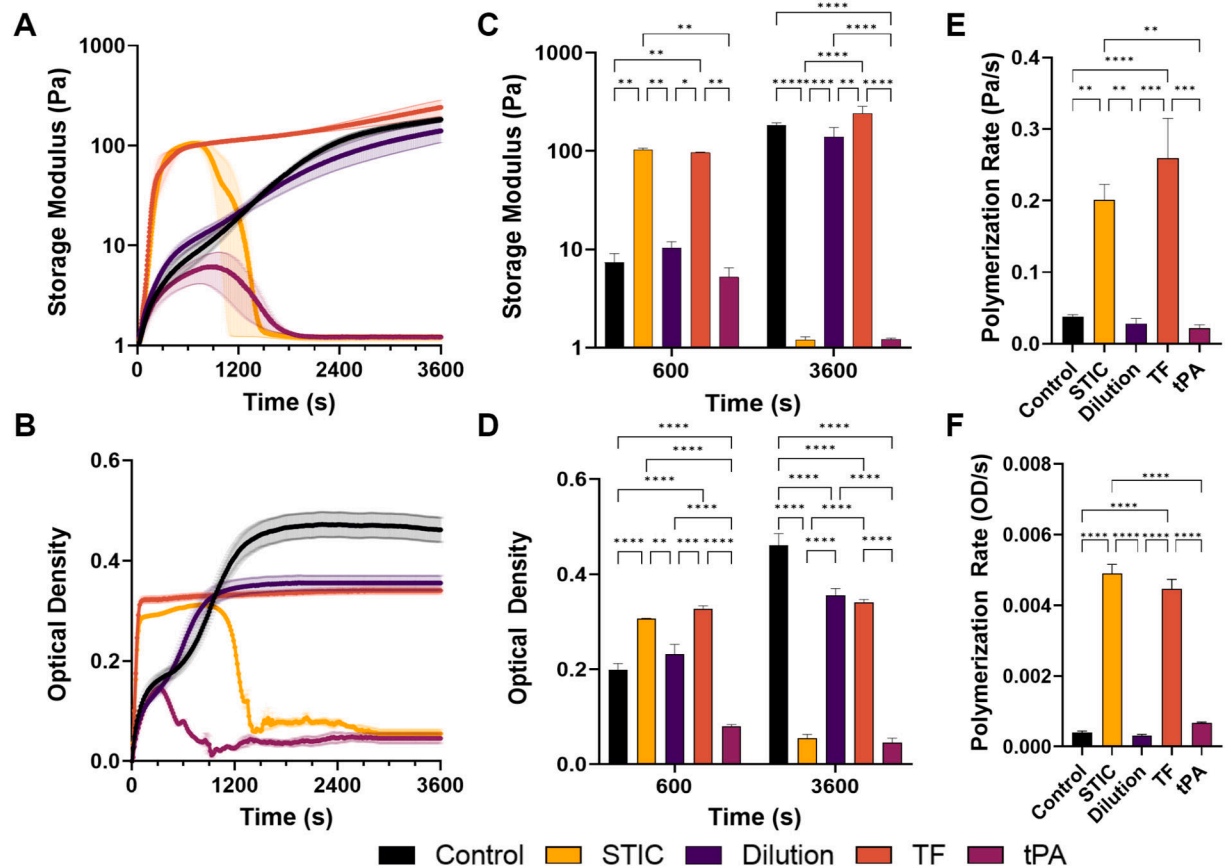 A
1000
100
10
1
0
1200
2400
3600
Storage Modulus (Pa)
Time (s)
C
1000
100
10
1
600
3600
Storage Modulus (Pa)
Time (s)
**
**
** ** * **
****
****
****
**** **** ** ****
E
0.4
0.3
0.2
0.1
0.0
Polymerization Rate (Pa/s)
**
****
** ** *** ***
Control
STIC
Dilution
TF
tPA
B
0.6
0.4
0.2
0.0
0
1200
2400
3600
Optical Density
Time (s)
D
0.6
0.4
0.2
0.0
600
3600
Optical Density
Time (s)
****
****
****
****
**** ** *** ****
**** ****
****
**** ****
**** ****
**** ****
F
0.008
0.006
0.004
0.002
0.000
Polymerization Rate (OD/s)
****
****
**** **** **** ****
Control
STIC
Dilution
TF
tPA
Control STIC Dilution TF tPA